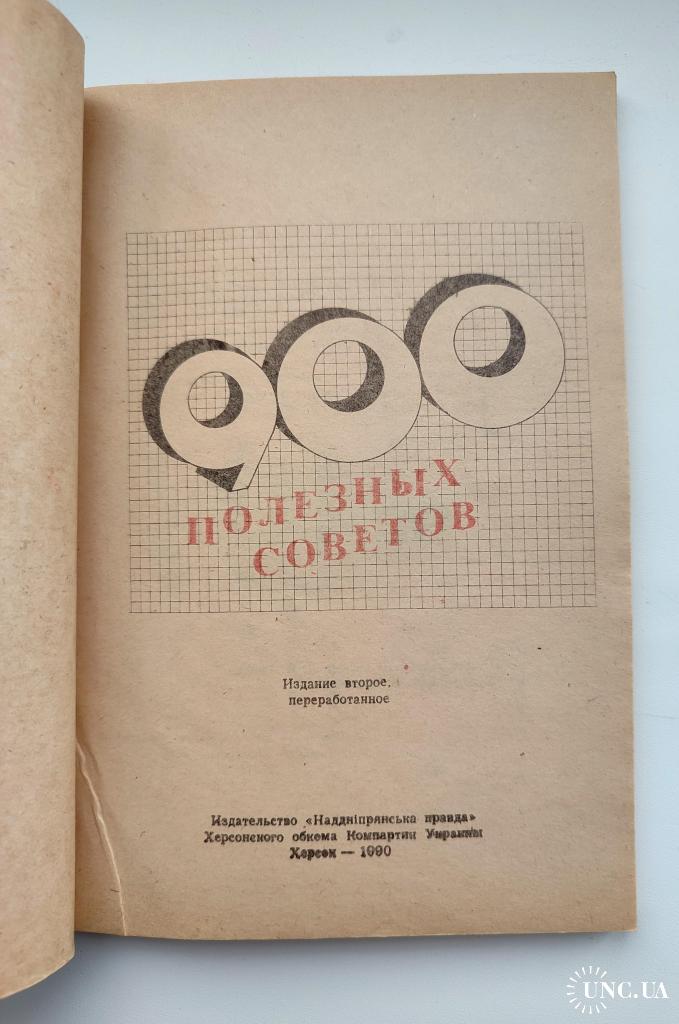 900
ПОЛЕЗНЫХ
СОВЕТОВ
Издание второе,
переработанное
Издательство «Наддніпрянська правда»
Херсонского обкома Компартии Украины
Херсон — 1990
UNC.UA